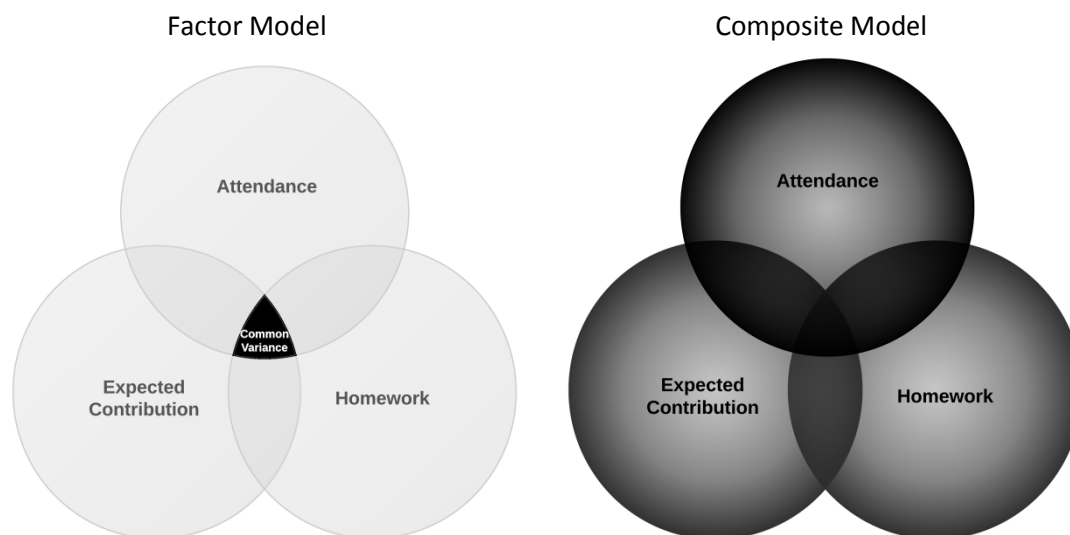 Factor Model
Composite Model
Attendance
Common
Variance
Expected
Contribution
Homework
Attendance
Expected
Contribution
Homework